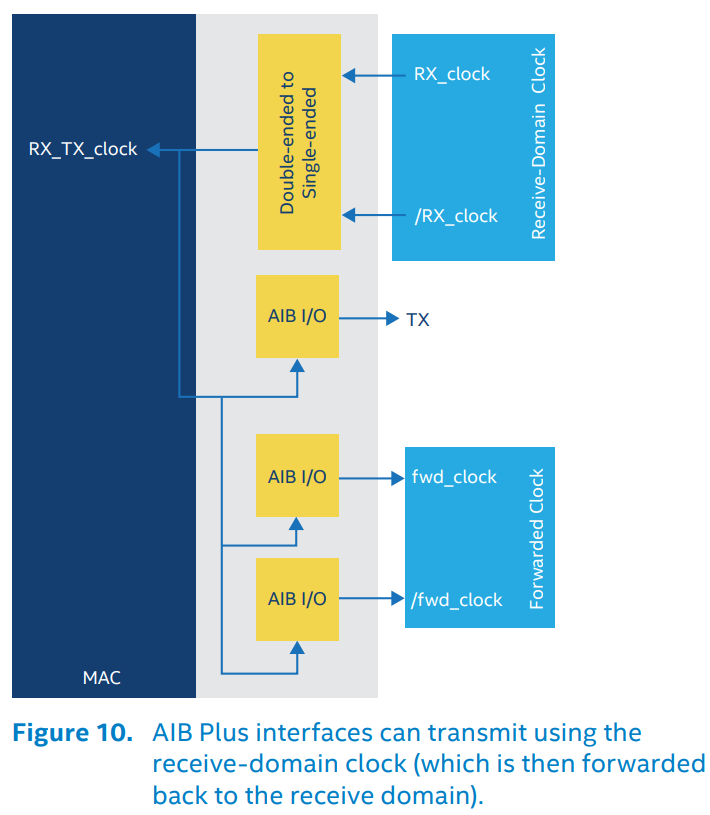 RX_clock
Double-ended to
Single-ended
Receive-Domain Clock
RX_TX_clock
/RX_clock
AIB I/O
TX
AIB I/O
fwd_clock
Forwarded Clock
AIB I/O
/fwd_clock
MAC
Figure 10. AIB Plus interfaces can transmit using the
receive-domain clock (which is then forwarded
back to the receive domain).